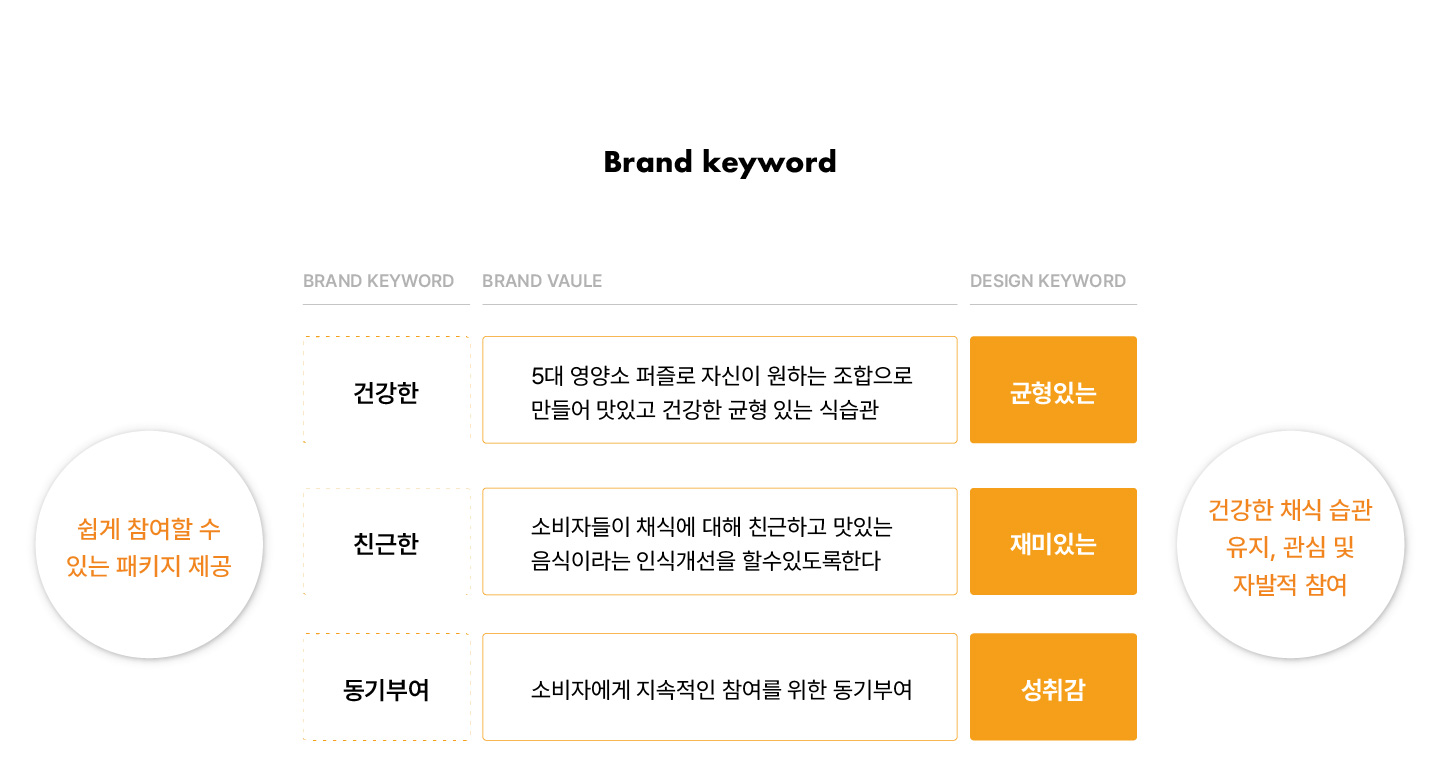 Brand keyword
BRAND KEYWORD
BRAND VAULE
DESIGN KEYWORD
건강한
5대 영양소 퍼즐로 자신이 원하는 조합으로
만들어 맛있고 건강한 균형 있는 식습관
균형있는
쉽게 참여할 수
있는 패키지 제공
친근한
소비자들이 채식에 대해 친근하고 맛있는
음식이라는 인식개선을 할수있도록한다
재미있는
건강한 채식 습관
유지, 관심 및
자발적 참여
동기부여
소비자에게 지속적인 참여를 위한 동기부여
성취감